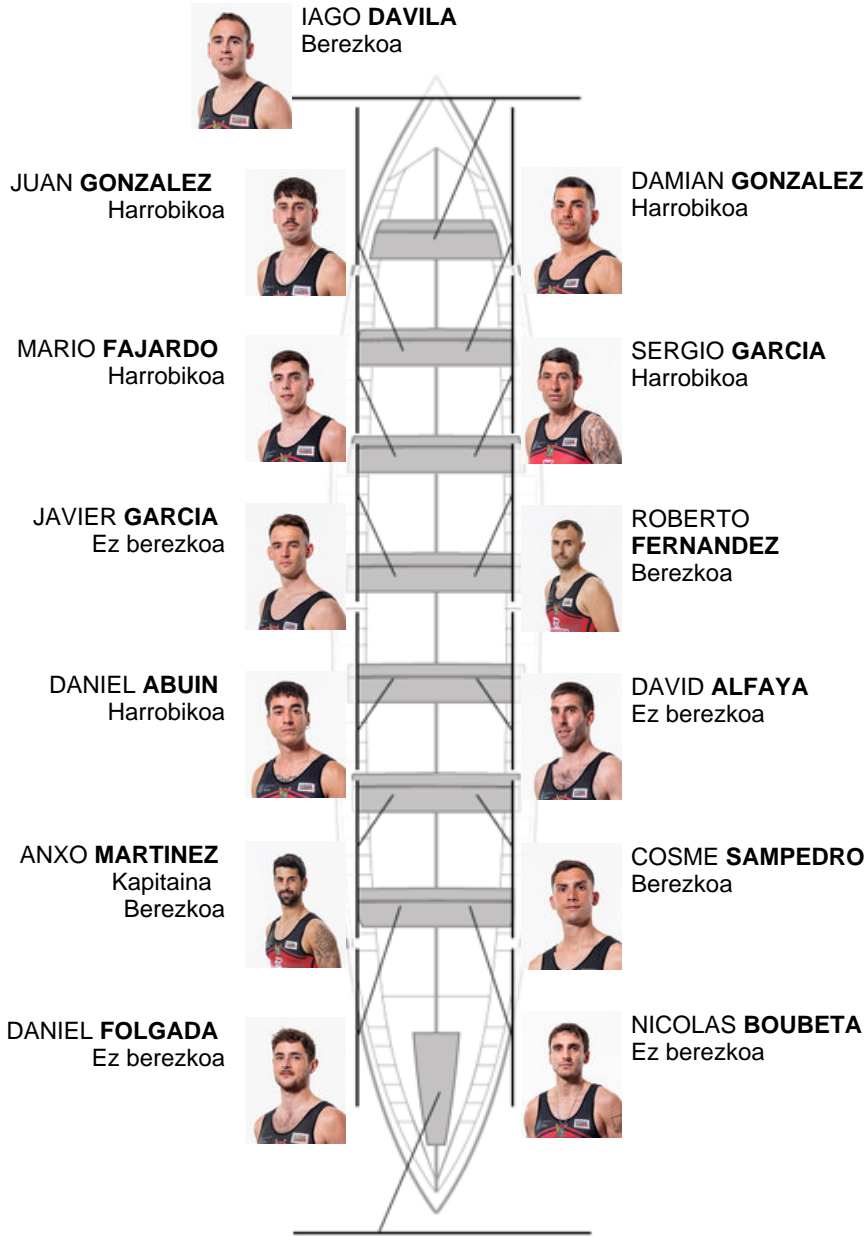 IAGO DAVILA
Berezkoa
JUAN GONZALEZ
Harrobikoa
DAMIAN GONZALEZ
Harrobikoa
MARIO FAJARDO
Harrobikoa
SERGIO GARCIA
Harrobikoa
JAVIER GARCIA
Ez berezkoa
ROBERTO
FERNANDEZ
Berezkoa
DANIEL ABUIN
Harrobikoa
DAVID ALFAYA
Ez berezkoa
ANXO MARTINEZ
Kapitaina
Berezkoa
COSME SAMPEDRO
Berezkoa
DANIEL FOLGADA
Ez berezkoa
NICOLAS BOUBETA
Ez berezkoa